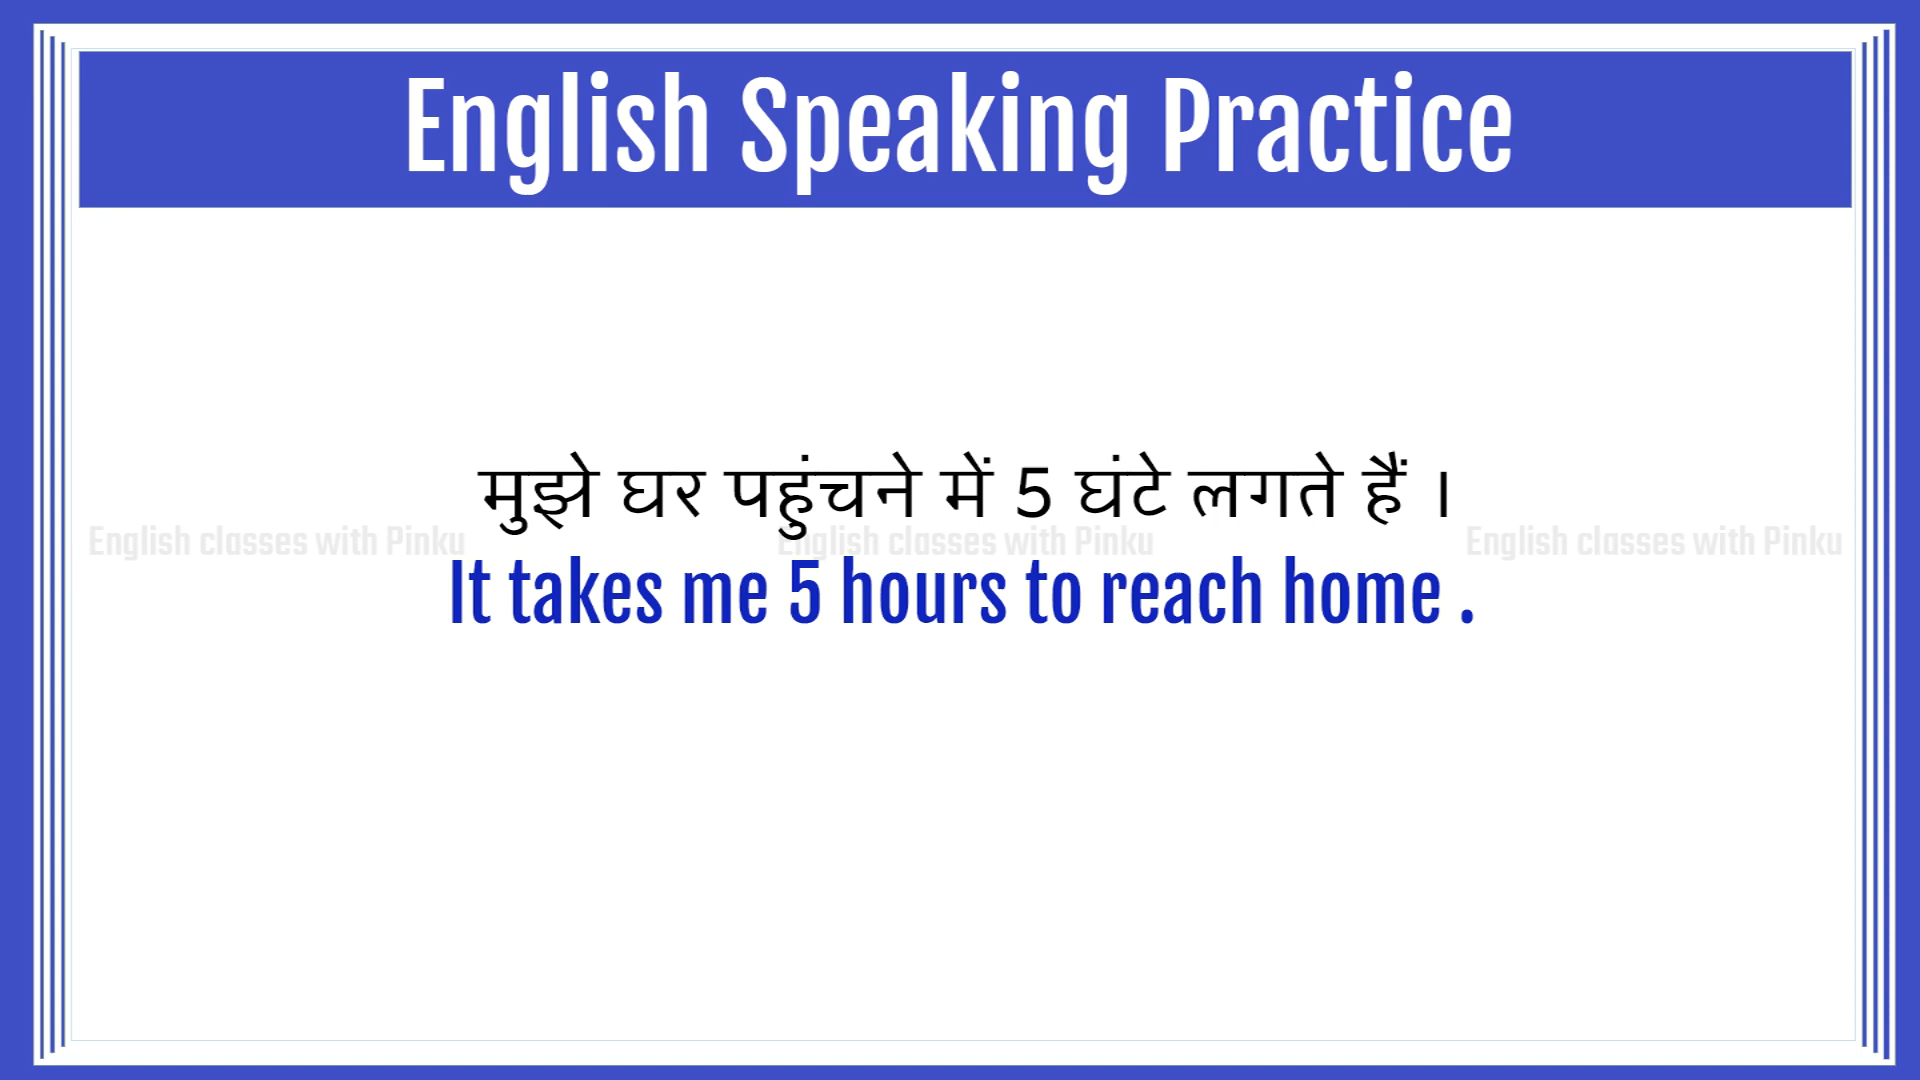 English Speaking Practice
मुझे घर पहुंचने में 5 घंटे लगते हैं ।
English classes with Pinku English classes with Pinku English classes with Pinku
It takes me 5 hours to reach home .